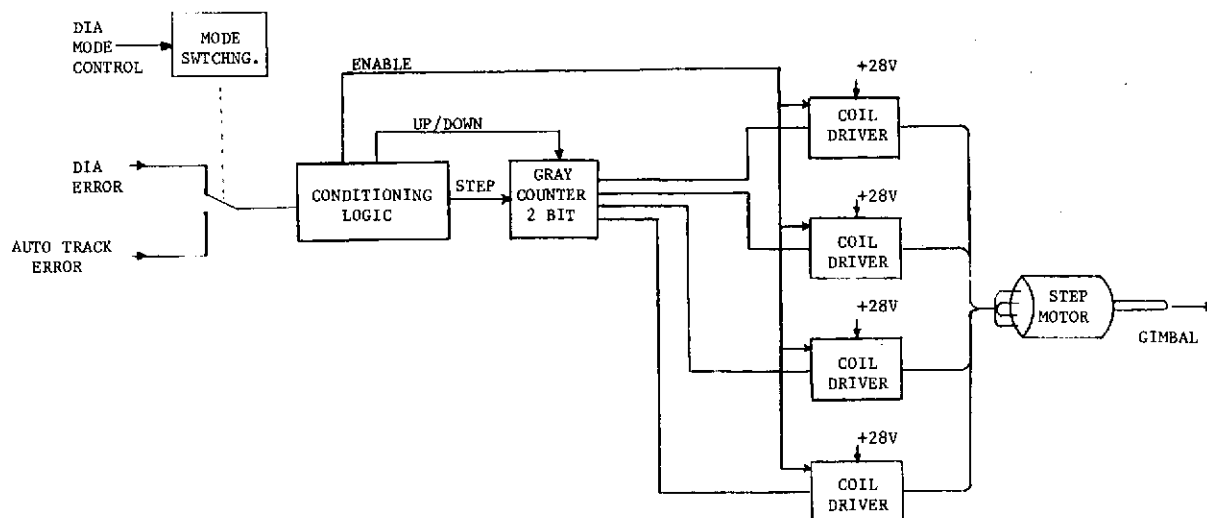 DIA
MODE
CONTROL
MODE
SWTCHNG.
ENABLE
UP/DOWN
DIA
ERROR
AUTO TRACK
ERROR
CONDITIONING
LOGIC
STEP
GRAY
COUNTER
2 BIT
+28V
COIL
DRIVER
+28V
COIL
DRIVER
+28V
COIL
DRIVER
+28V
COIL
DRIVER
STEP
MOTOR
GIMBAL